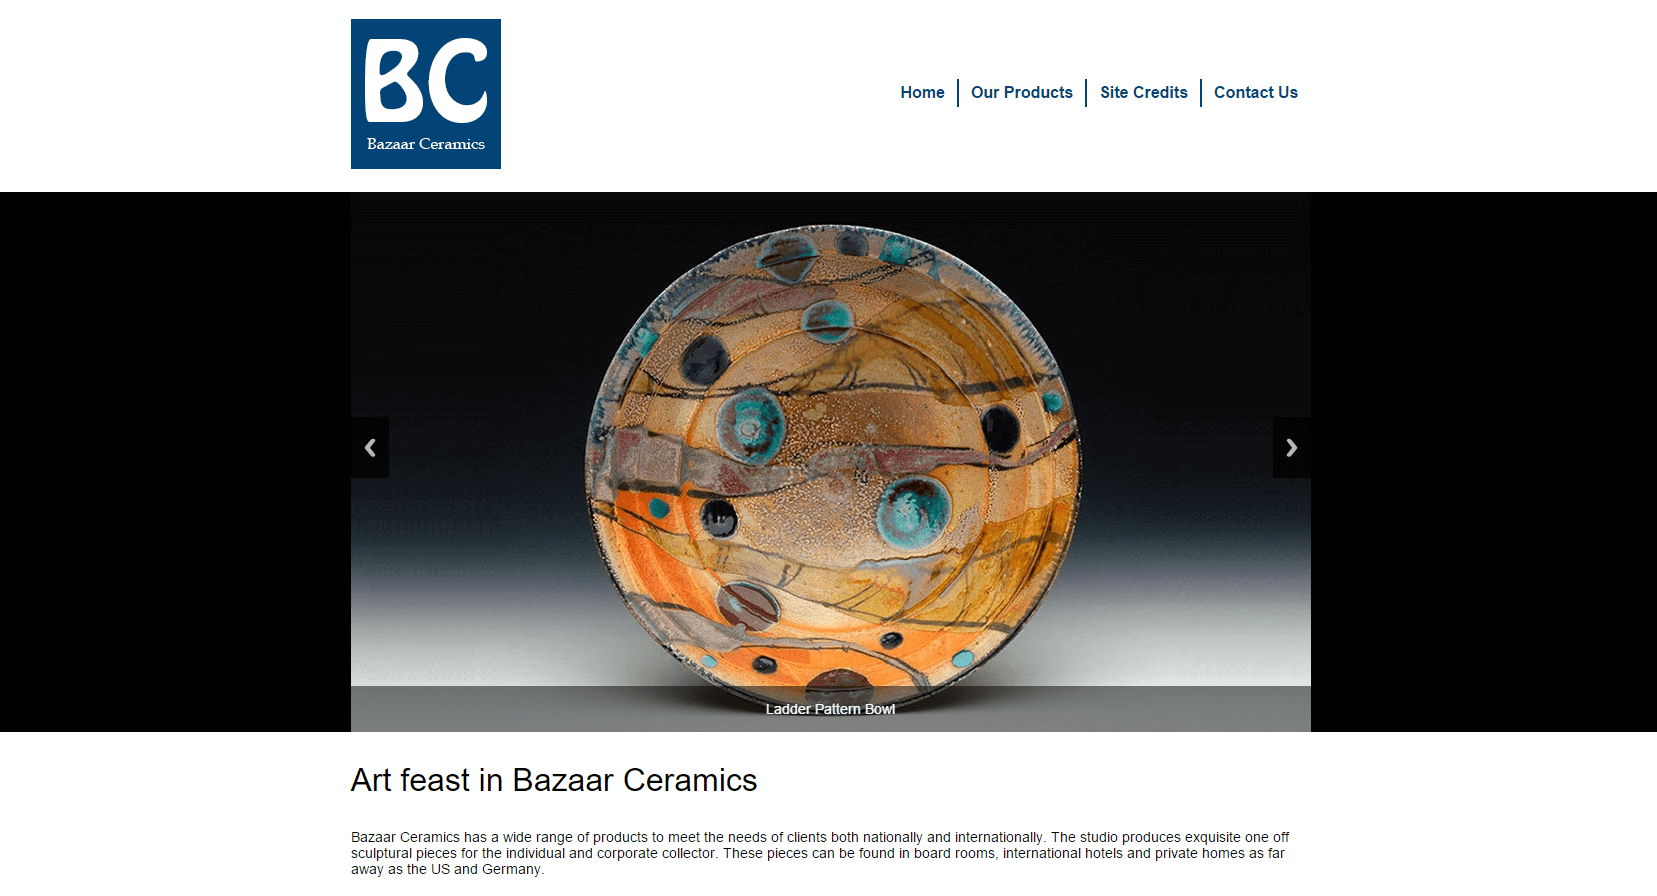 BC
Bazaar Ceramics
Home
Our Products
Site Credits
Contact Us
Ladder Pattern Bowl
Art feast in Bazaar Ceramics
Bazaar Ceramics has a wide range of products to meet the needs of clients both nationally and internationally. The studio produces exquisite one off
sculptural pieces for the individual and corporate collector. These pieces can be found in board rooms, international hotels and private homes as far
away as the US and Germany.